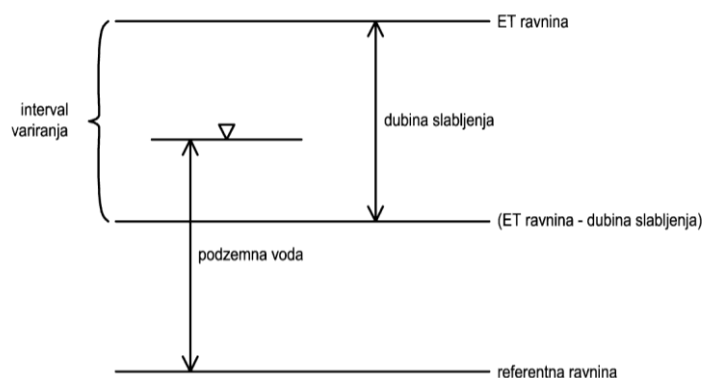 ET ravnina
interval
variranja
dubina slabljenja
(ET ravnina - dubina slabljenja)
podzemna voda
referentna ravnina